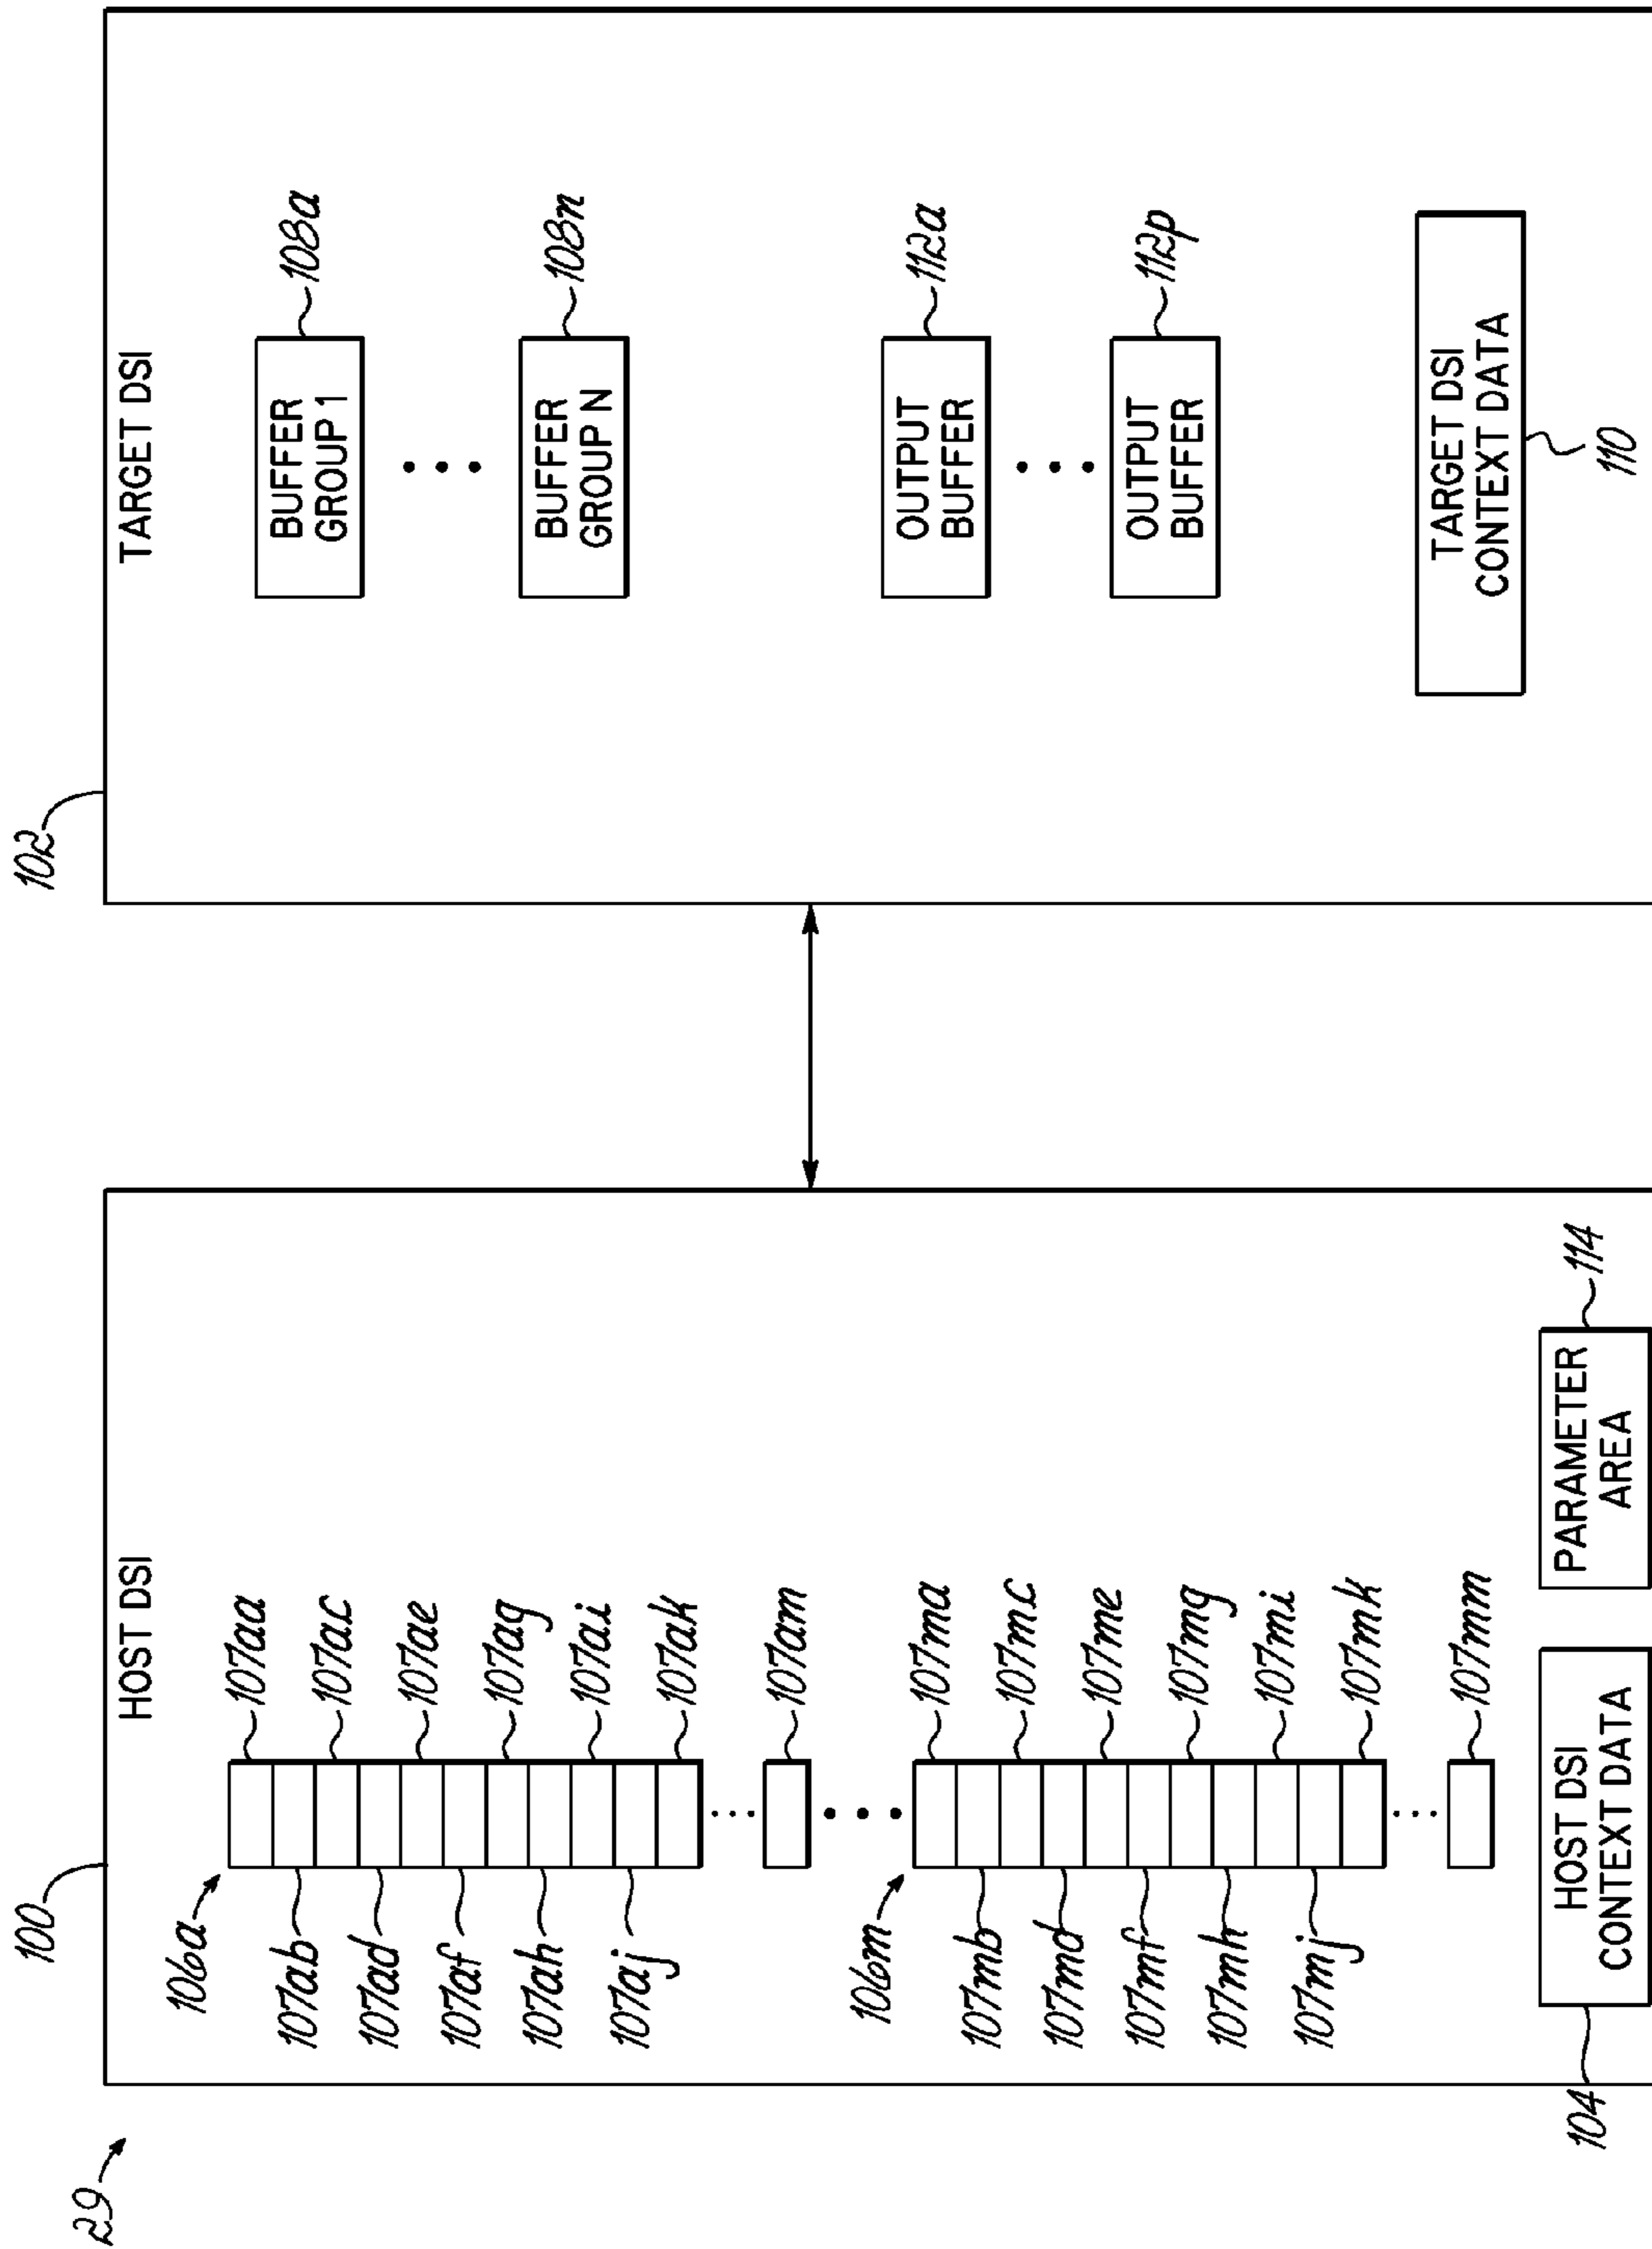 29
100
HOST DSI
106a
107aa
107ab
107ac
107ad
107ae
107af
107ag
107ah
107ai
107aj
107ak
107am
106m
107ma
107mb
107mc
107md
107me
107mf
107mg
107mh
107mi
107mj
107mk
107mm
HOST DSI
CONTEXT DATA
104
PARAMETER
AREA
114
102
TARGET DSI
BUFFER
GROUP 1
108a
BUFFER
GROUP N
108n
OUTPUT
BUFFER
112a
OUTPUT
BUFFER
112p
TARGET DSI
CONTEXT DATA
110